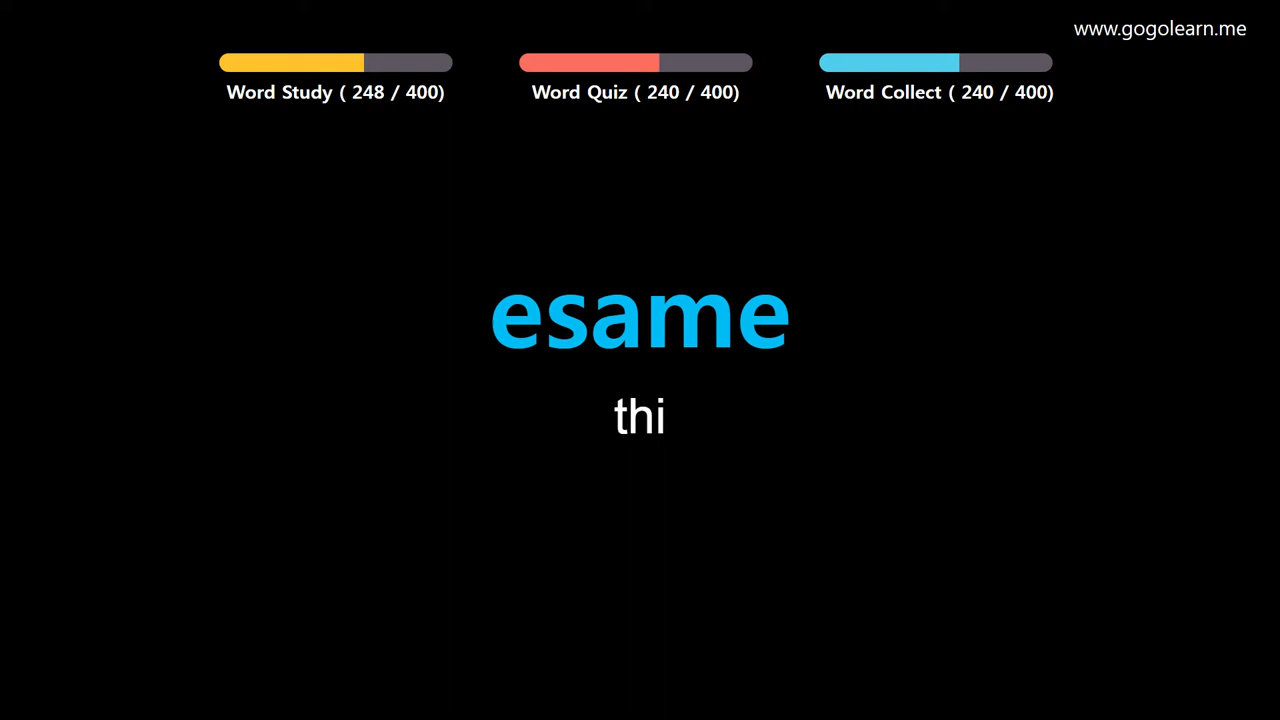 www.gogolearn.me
Word Study ( 248 / 400)
Word Quiz ( 240 / 400)
Word Collect ( 240 / 400)
esame
thi